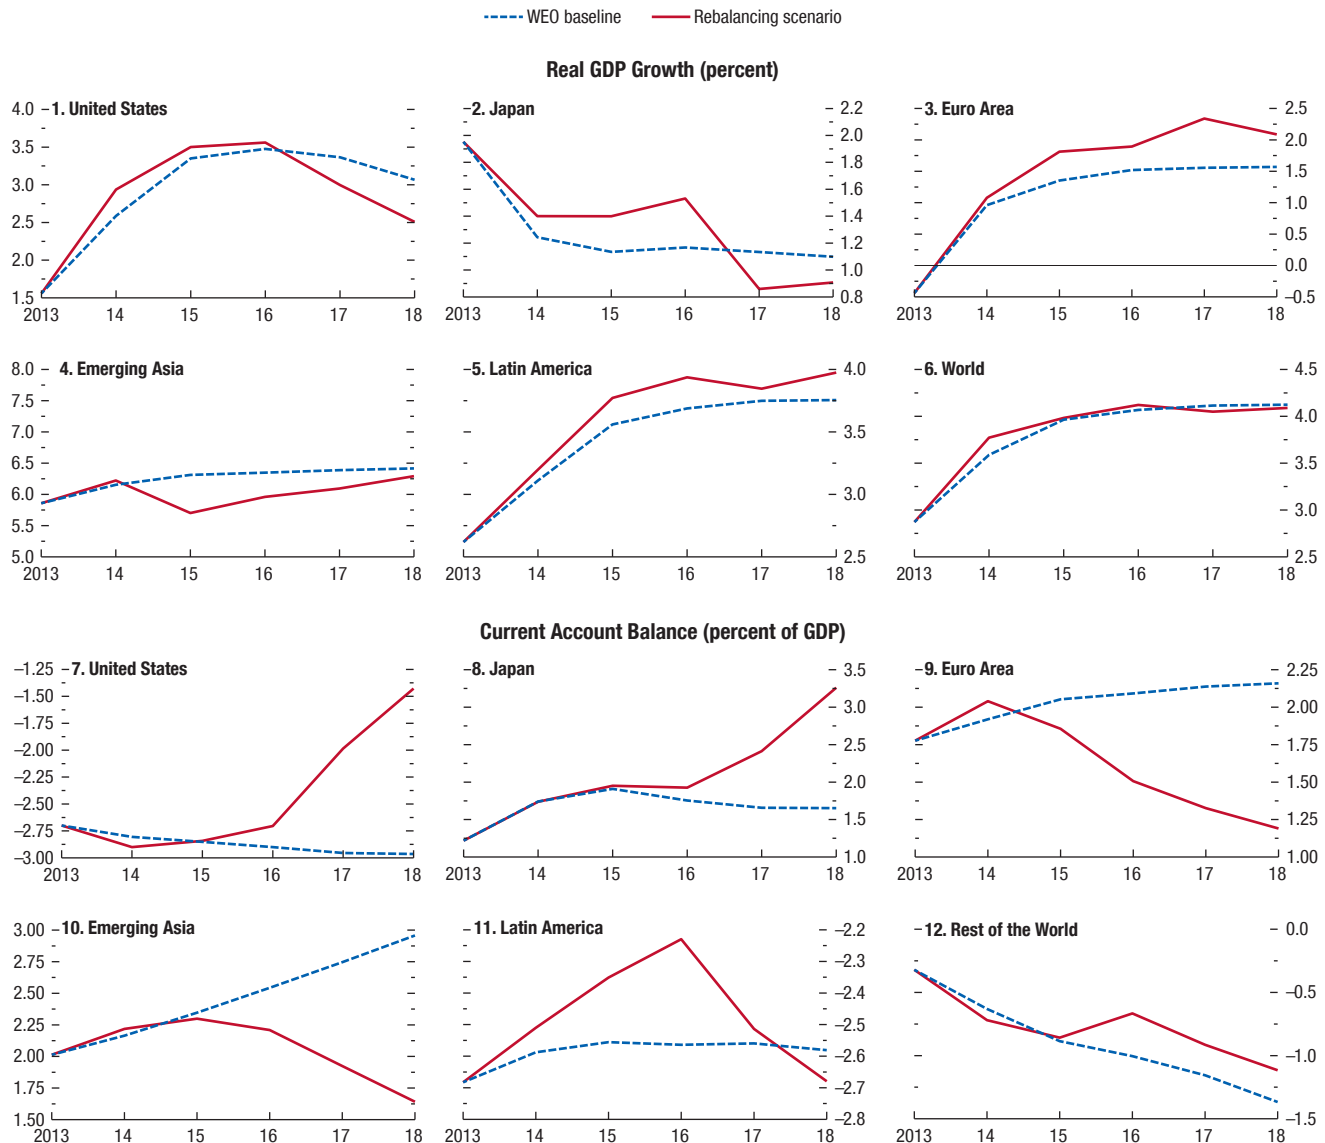 WEO baseline Rebalancing scenario
Real GDP Growth (percent)
1. United States
4.0
3.5
3.0
2.5
2.0
1.5
2013 14 15 16 17 18
2. Japan
2.2
2.0
1.8
1.6
1.4
1.2
1.0
0.8
2013 14 15 16 17 18
3. Euro Area
2.5
2.0
1.5
1.0
0.5
0.0
–0.5
2013 14 15 16 17 18
4. Emerging Asia
8.0
7.5
7.0
6.5
6.0
5.5
5.0
2013 14 15 16 17 18
5. Latin America
4.0
3.5
3.0
2.5
2013 14 15 16 17 18
6. World
4.5
4.0
3.5
3.0
2.5
2013 14 15 16 17 18
Current Account Balance (percent of GDP)
7. United States
–1.25
–1.50
–1.75
–2.00
–2.25
–2.50
–2.75
–3.00
2013 14 15 16 17 18
8. Japan
3.5
3.0
2.5
2.0
1.5
1.0
2013 14 15 16 17 18
9. Euro Area
2.25
2.00
1.75
1.50
1.25
1.00
2013 14 15 16 17 18
10. Emerging Asia
3.00
2.75
2.50
2.25
2.00
1.75
1.50
2013 14 15 16 17 18
11. Latin America
–2.2
–2.3
–2.4
–2.5
–2.6
–2.7
–2.8
2013 14 15 16 17 18
12. Rest of the World
0.0
–0.5
–1.0
–1.5
2013 14 15 16 17 18